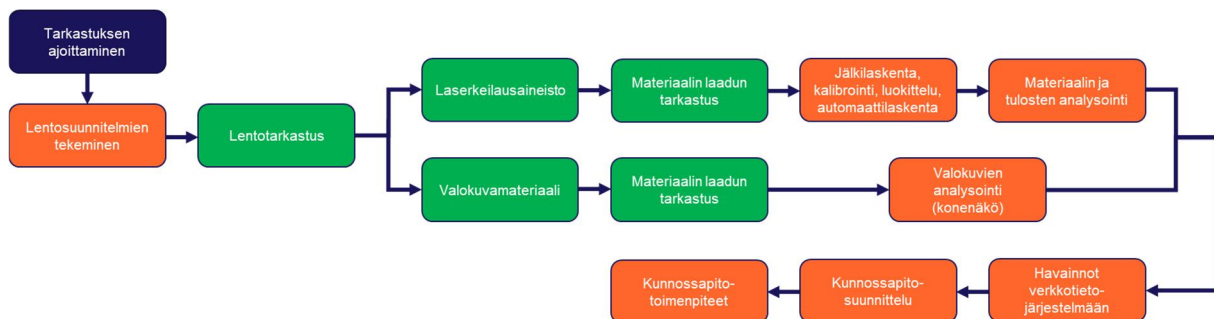 Tarkastuksen
ajoittaminen
Lentosuunnitelmien
tekeminen
Lentotarkastus
Laserkeilausaineisto
Materiaalin laadun
tarkastus
Jälkilaskenta,
kalibrointi, luokittelu,
automaattilaskenta
Materiaalin ja
tulosten analysointi
Valokuvamateriaali
Materiaalin laadun
tarkastus
Valokuvien
analysointi
(konenäkö)
Havainnot
verkkotieto-
järjestelmään
Kunnossapito-
suunnittelu
Kunnossapito-
toimenpiteet